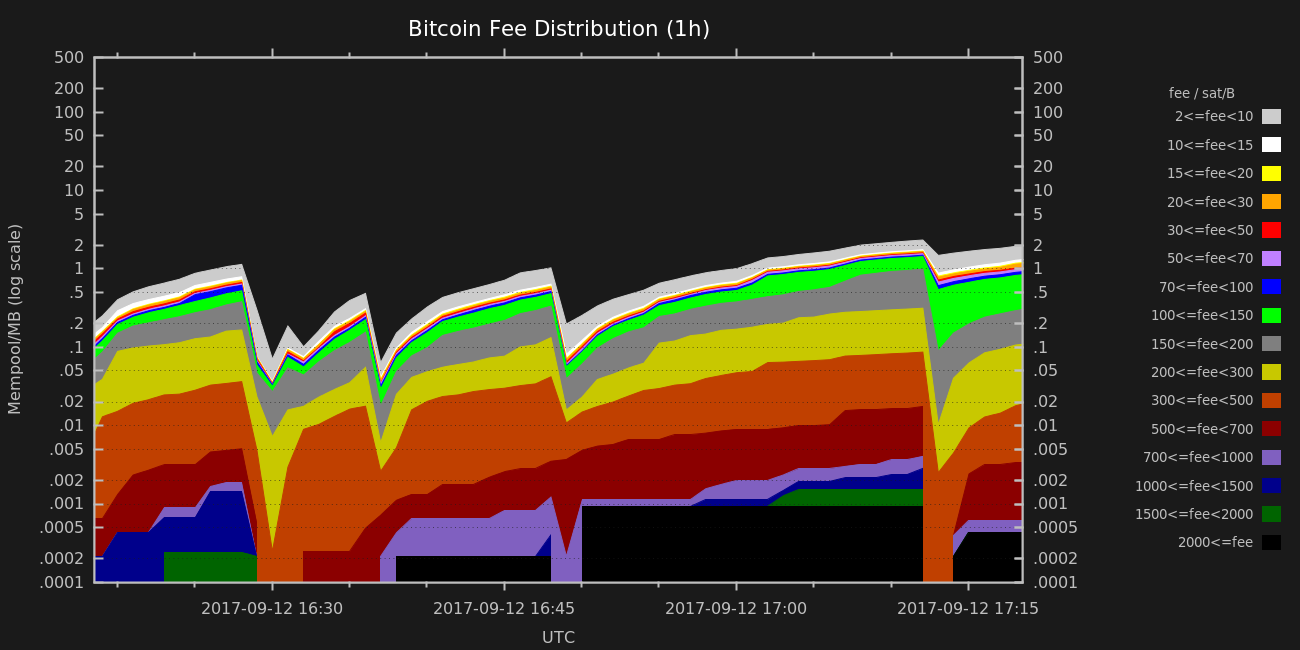 Bitcoin Fee Distribution (1h)
Mempool/MB (log scale)
500
200
100
50
20
10
5
2
1
.5
.2
.1
.05
.02
.01
.005
.002
.001
.0005
.0002
.0001
500
200
100
50
20
10
5
2
1
.5
.2
.1
.05
.02
.01
.005
.002
.001
.0005
.0002
.0001
2017-09-12 16:30
2017-09-12 16:45
2017-09-12 17:00
2017-09-12 17:15
UTC
fee / sat/B
2<=fee<10
10<=fee<15
15<=fee<20
20<=fee<30
30<=fee<50
50<=fee<70
70<=fee<100
100<=fee<150
150<=fee<200
200<=fee<300
300<=fee<500
500<=fee<700
700<=fee<1000
1000<=fee<1500
1500<=fee<2000
2000<=fee